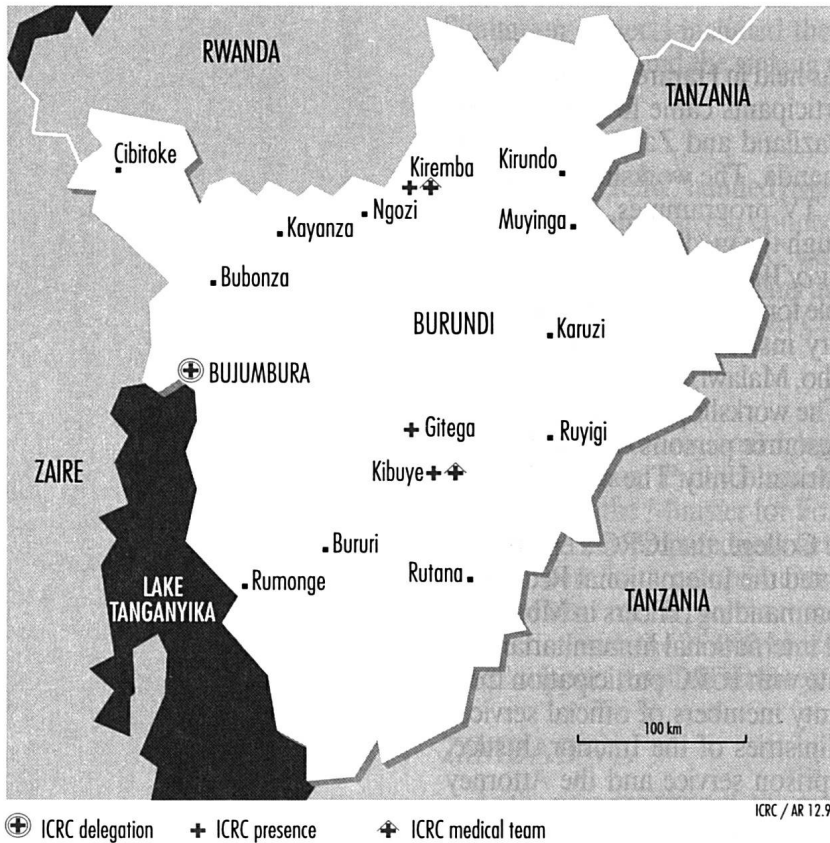 RWANDA
TANZANIA
Cibitoke
Kiremba
Kirundo
Ngozi
Kayanza
Muyinga
Bubonza
BURUNDI
Karuzi
BUJUMBURA
Gitega
Ruyigi
ZAIRE
Kibuye
Bururi
Rumonge
Rutana
LAKE
TANGANYIKA
TANZANIA
100 km
ICRC / AR 12.9
ICRC delegation
ICRC presence
ICRC medical team